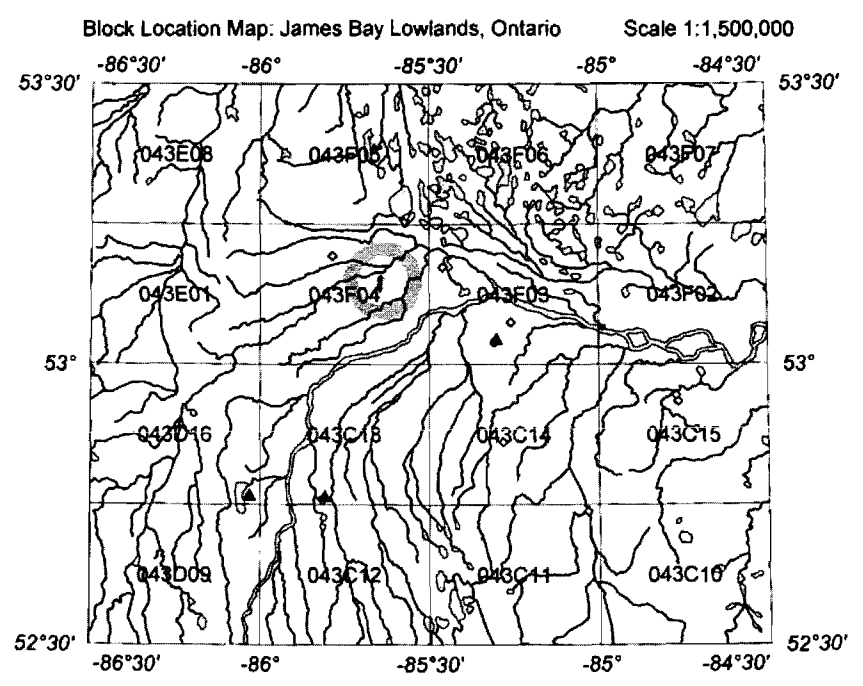 Block Location Map: James Bay Lowlands, Ontario Scale 1:1,500,000
-86°30' -86° -85°30' -85° -84°30'
53°30' 53°30'
043E08 043F05 043F06 043F07
043E01 043F04 043F03 043F02
53° 53°
043D16 043C13 043C14 043C15
043D09 043C12 043C11 043C10
52°30' 52°30'
-86°30' -86° -85°30' -85° -84°30'